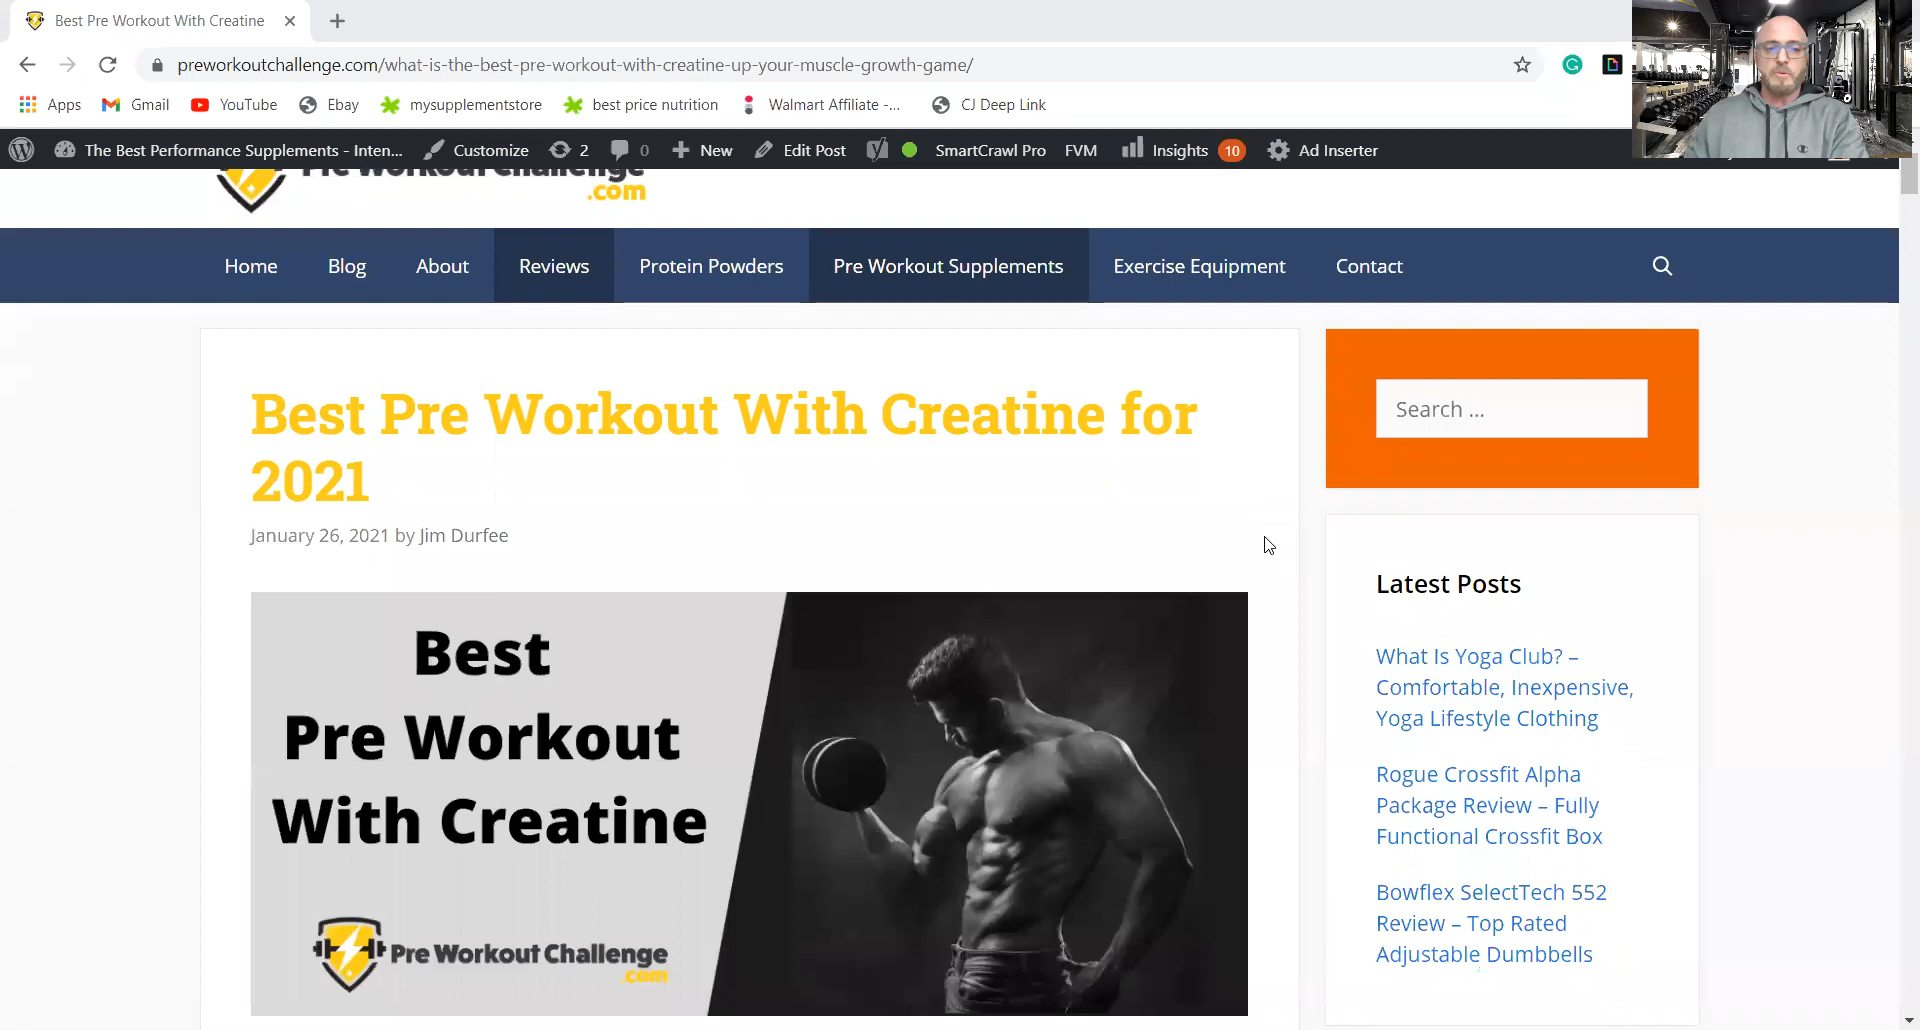 Best Pre Workout With Creatine
preworkoutchallenge.com/what-is-the-best-pre-workout-with-creatine-up-your-muscle-growth-game/
Apps Gmail YouTube Ebay mysupplementstore best price nutrition Walmart Affiliate -... CJ Deep Link
The Best Performance Supplements - Inten... Customize 2 0 New Edit Post SmartCrawl Pro FVM Insights 10 Ad Inserter
Pre Workout Challenge
.com
Home Blog About Reviews Protein Powders Pre Workout Supplements Exercise Equipment Contact
Best Pre Workout With Creatine for
2021
January 26, 2021 by Jim Durfee
Best
Pre Workout
With Creatine
Pre Workout Challenge
.com
Search ...
Latest Posts
What Is Yoga Club? –
Comfortable, Inexpensive,
Yoga Lifestyle Clothing
Rogue Crossfit Alpha
Package Review – Fully
Functional Crossfit Box
Bowflex SelectTech 552
Review – Top Rated
Adjustable Dumbbells